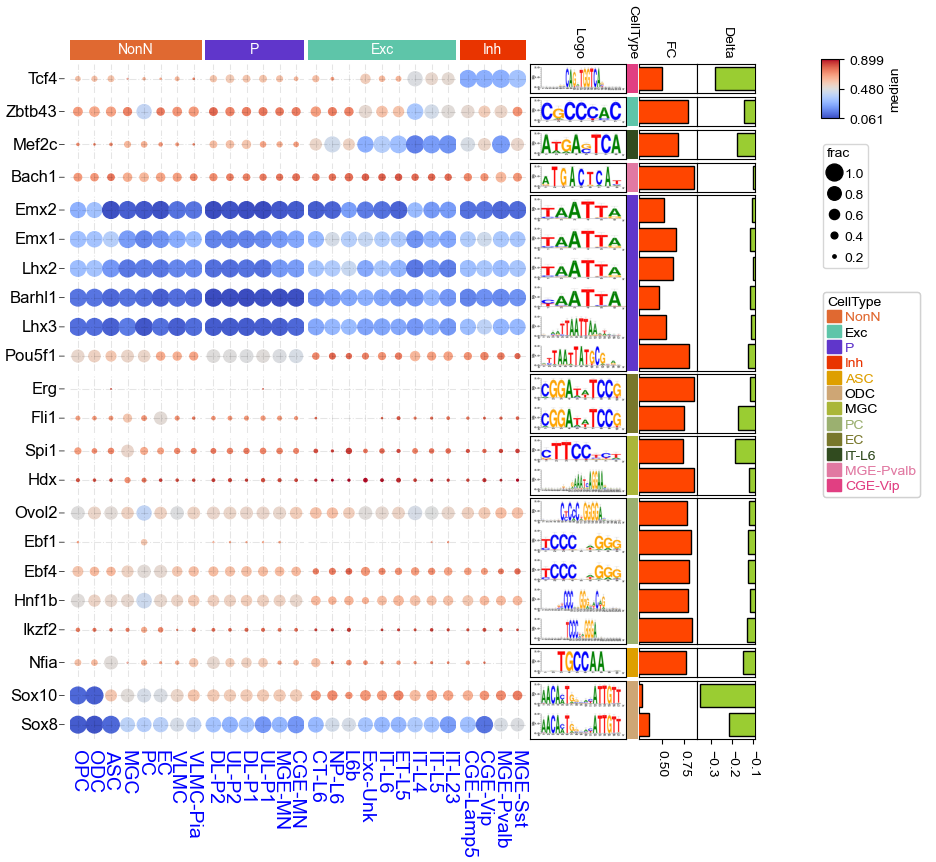 NonN P Exc Inh
Logo CellType FC Delta
Tcf4
Zbtb43
Mef2c
Bach1
Emx2
Emx1
Lhx2
Barhl1
Lhx3
Pou5f1
Erg
Fli1
Spi1
Hdx
Ovol2
Ebf1
Ebf4
Hnf1b
Ikzf2
Nfia
Sox10
Sox8
OPC
ODC
ASC
MGC
PC
EC
VLMC
VLMC-Pia
DL-P2
UL-P2
DL-P1
UL-P1
MGE-MN
CGE-MN
CT-L6
NP-L6
L6b
Exc-Unk
IT-L6
ET-L5
IT-L4
IT-L5
IT-L23
CGE-Lamp5
CGE-Vip
MGE-Pvalb
MGE-Sst
0.50
0.75
−0.3
−0.2
−0.1
0.899
0.480
0.061
median
frac
1.0
0.8
0.6
0.4
0.2
CellType
NonN
Exc
P
Inh
ASC
ODC
MGC
PC
EC
IT-L6
MGE-Pvalb
CGE-Vip